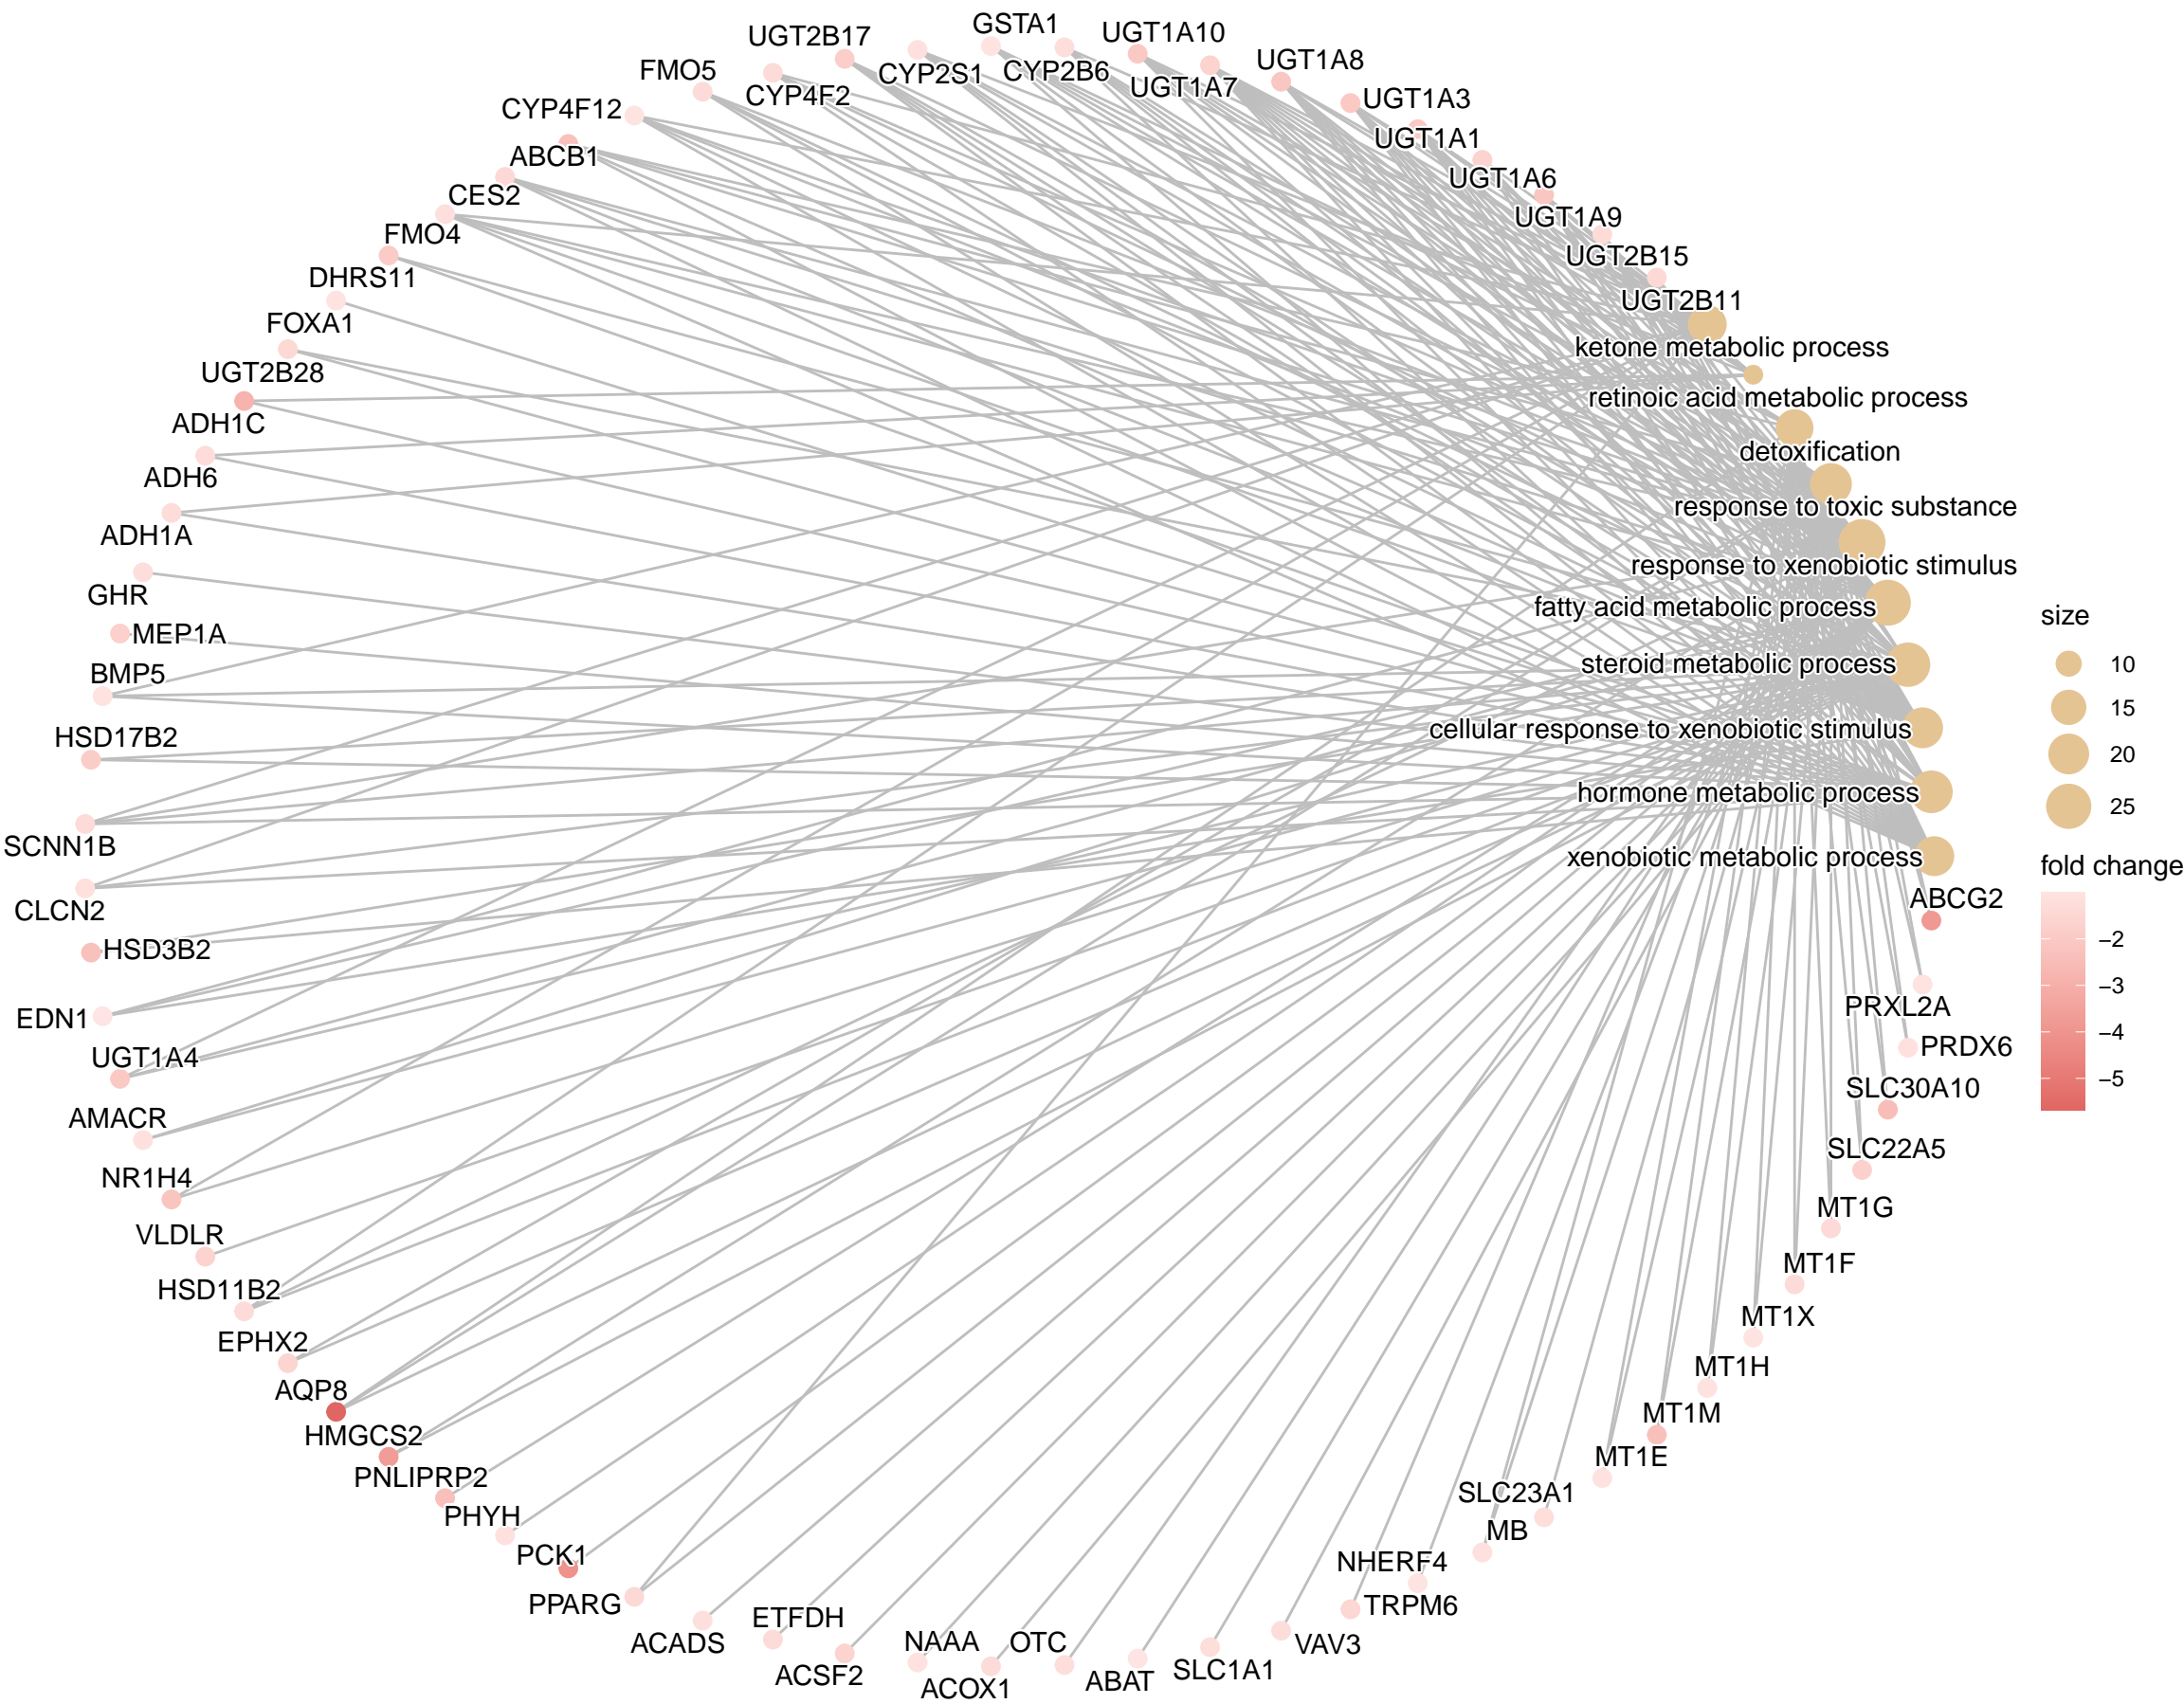 GSTA1
UGT1A10
UGT2B17
UGT1A8
FMO5
CYP2S1
CYP2B6
UGT1A7
CYP4F2
UGT1A3
CYP4F12
UGT1A1
ABCB1
UGT1A6
CES2
UGT1A9
FMO4
UGT2B15
DHRS11
UGT2B11
FOXA1
ketone metabolic process
UGT2B28
retinoic acid metabolic process
ADH1C
detoxification
ADH6
response to toxic substance
ADH1A
response to xenobiotic stimulus
GHR
fatty acid metabolic process
MEP1A
steroid metabolic process
BMP5
cellular response to xenobiotic stimulus
HSD17B2
hormone metabolic process
SCNN1B
xenobiotic metabolic process
ABCG2
CLCN2
HSD3B2
PRXL2A
EDN1
PRDX6
UGT1A4
SLC30A10
AMACR
SLC22A5
NR1H4
MT1G
VLDLR
MT1F
HSD11B2
MT1X
EPHX2
MT1H
AQP8
MT1M
HMGCS2
MT1E
PNLIPRP2
SLC23A1
PHYH
MB
PCK1
NHERF4
PPARG
TRPM6
ETFDH
ACADS
NAAA
OTC
VAV3
ACSF2
SLC1A1
ABAT
ACOX1
size
10
15
20
25
fold change
−2
−3
−4
−5